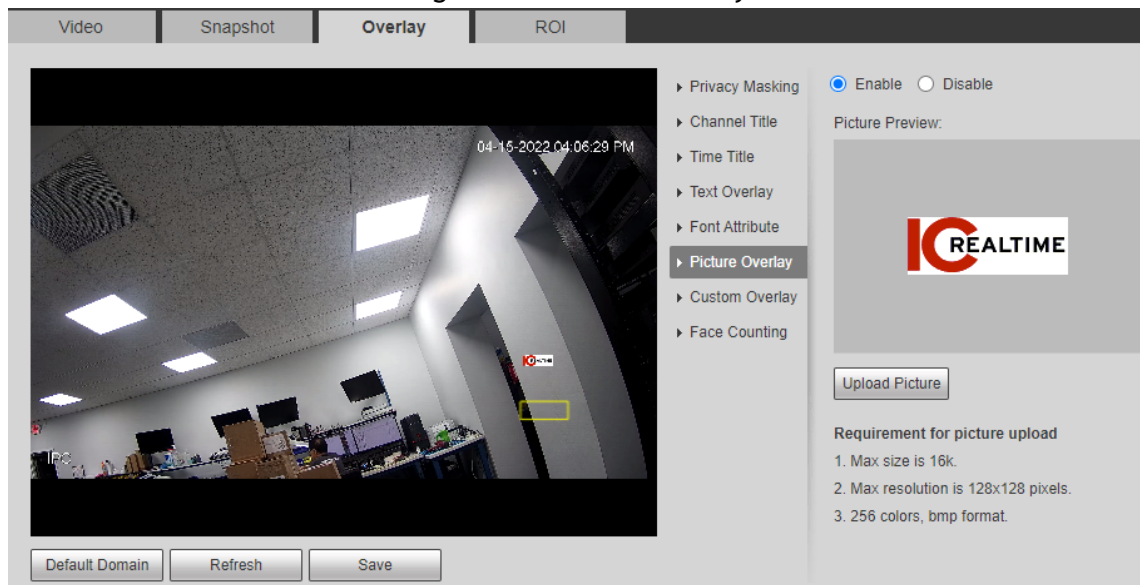 Video Snapshot Overlay ROI
04-15-2022 04:06:29 PM
IPC
Privacy Masking
Channel Title
Time Title
Text Overlay
Font Attribute
Picture Overlay
Custom Overlay
Face Counting
Enable Disable
Picture Preview:
IC REALTIME
Upload Picture
Requirement for picture upload
1. Max size is 16k.
2. Max resolution is 128x128 pixels.
3. 256 colors, bmp format.
Default Domain Refresh Save